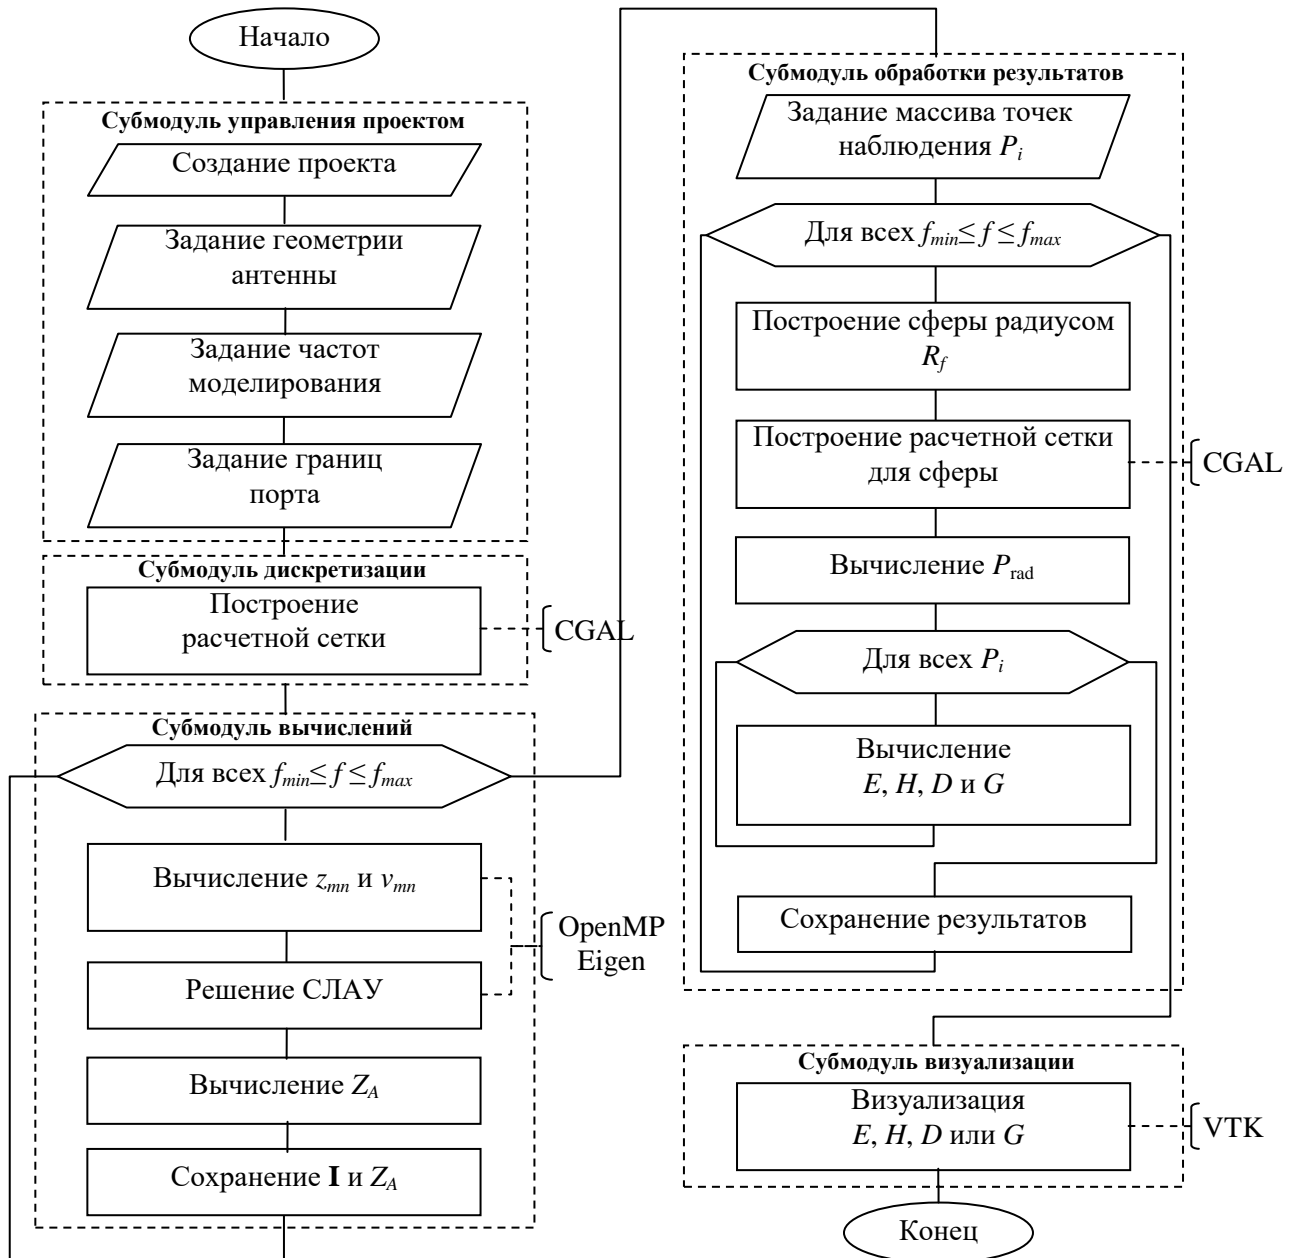 Начало
Субмодуль управления проектом
Создание проекта
Задание геометрии
антенны
Задание частот
моделирования
Задание границ
порта
Субмодуль дискретизации
Построение
расчетной сетки
CGAL
Субмодуль вычислений
Для всех f_min ≤ f ≤ f_max
Вычисление z_mn и v_mn
Решение СЛАУ
OpenMP
Eigen
Вычисление Z_A
Сохранение I и Z_A
Субмодуль обработки результатов
Задание массива точек
наблюдения P_i
Для всех f_min ≤ f ≤ f_max
Построение сферы радиусом
R_f
Построение расчетной сетки
для сферы
CGAL
Вычисление P_rad
Для всех P_i
Вычисление
E, H, D и G
Сохранение результатов
Субмодуль визуализации
Визуализация
E, H, D или G
VTK
Конец